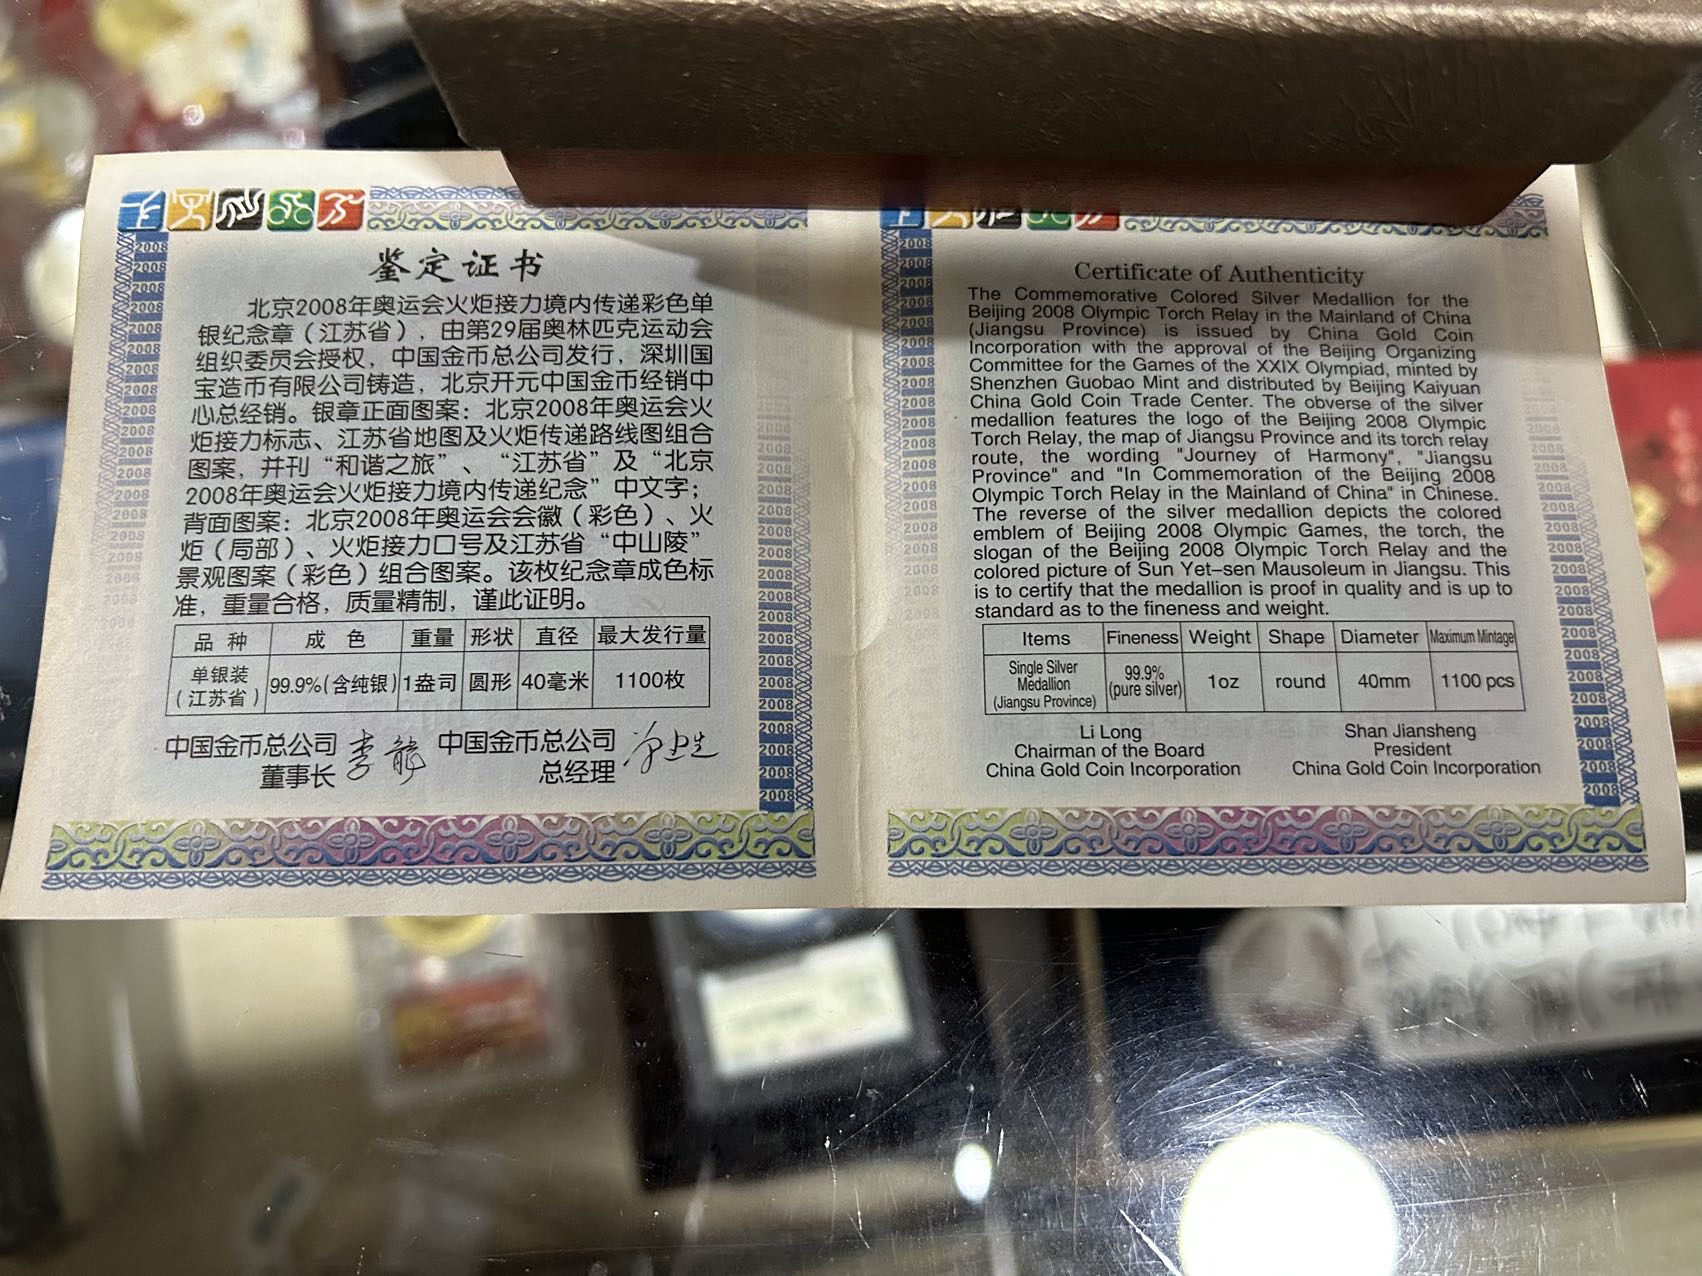 鉴定证书
北京2008年奥运会火炬接力境内传递彩色单
银纪念章（江苏省），由第29届奥林匹克运动会
组织委员会授权，中国金币总公司发行，深圳国
宝造币有限公司铸造，北京开元中国金币经销中
心总经销。银章正面图案：北京2008年奥运会火
炬接力标志、江苏省地图及火炬传递路线图组合
图案，并刊“和谐之旅”、“江苏省”及“北京
2008年奥运会火炬接力境内传递纪念”中文字；
背面图案：北京2008年奥运会会徽（彩色）、火
炬（局部）、火炬接力口号及江苏省“中山陵”
景观图案（彩色）组合图案。该枚纪念章成色标
准，重量合格，质量精制，谨此证明。
品种 成色 重量 形状 直径 最大发行量
单银装
（江苏省） 99.9%（含纯银） 1盎司 圆形 40毫米 1100枚
中国金币总公司 李龍 中国金币总公司
董事长 总经理
Certificate of Authenticity
The Commemorative Colored Silver Medallion for the
Beijing 2008 Olympic Torch Relay in the Mainland of China
(Jiangsu Province) is issued by China Gold Coin
Incorporation with the approval of the Beijing Organizing
Committee for the Games of the XXIX Olympiad, minted by
Shenzhen Guobao Mint and distributed by Beijing Kaiyuan
China Gold Coin Trade Center. The obverse of the silver
medallion features the logo of the Beijing 2008 Olympic
Torch Relay, the map of Jiangsu Province and its torch relay
route, the wording "Journey of Harmony", "Jiangsu
Province" and "In Commemoration of the Beijing 2008
Olympic Torch Relay in the Mainland of China" in Chinese.
The reverse of the silver medallion depicts the colored
emblem of Beijing 2008 Olympic Games, the torch, the
slogan of the Beijing 2008 Olympic Torch Relay and the
colored picture of Sun Yet-sen Mausoleum in Jiangsu. This
is to certify that the medallion is proof in quality and is up to
standard as to the fineness and weight.
Items Fineness Weight Shape Diameter Maximum Mintage
Single Silver
Medallion
(Jiangsu Province) 99.9%
(pure silver) 1oz round 40mm 1100 pcs
Li Long
Chairman of the Board
China Gold Coin Incorporation
Shan Jiansheng
President
China Gold Coin Incorporation